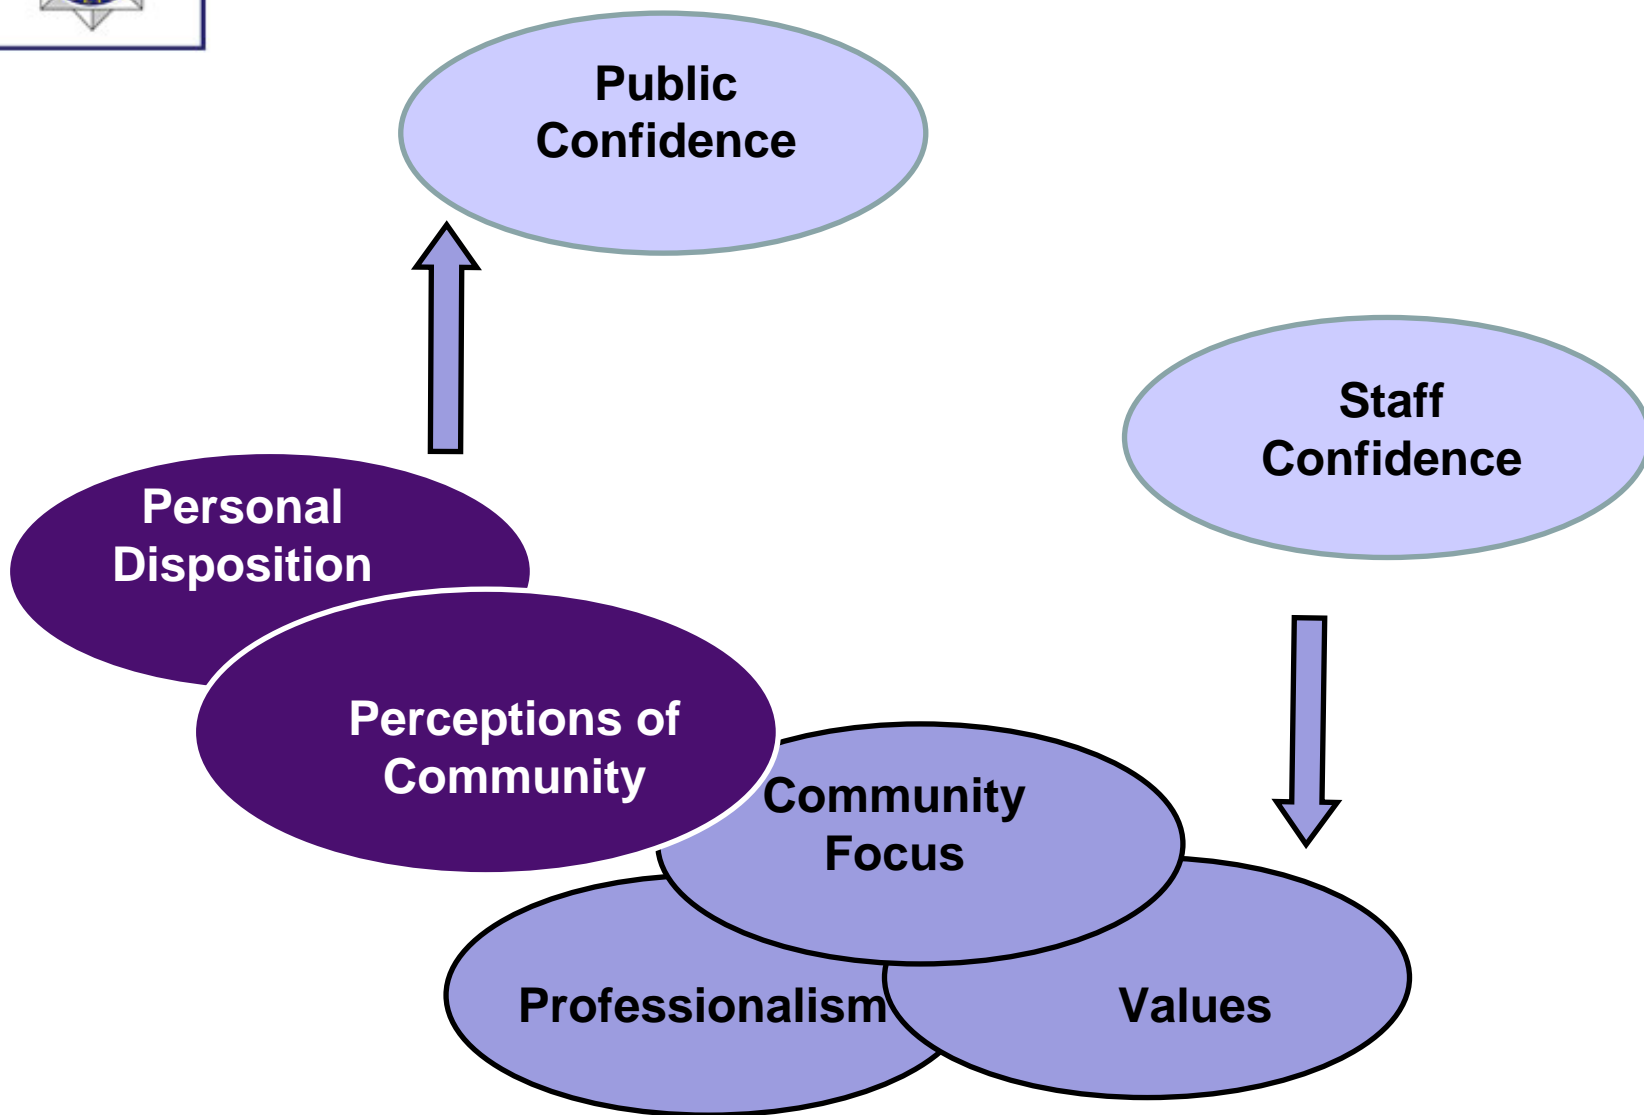 Public
Confidence
Staff
Confidence
Personal
Disposition
Perceptions of
Community
Community
Focus
Professionalism
Values